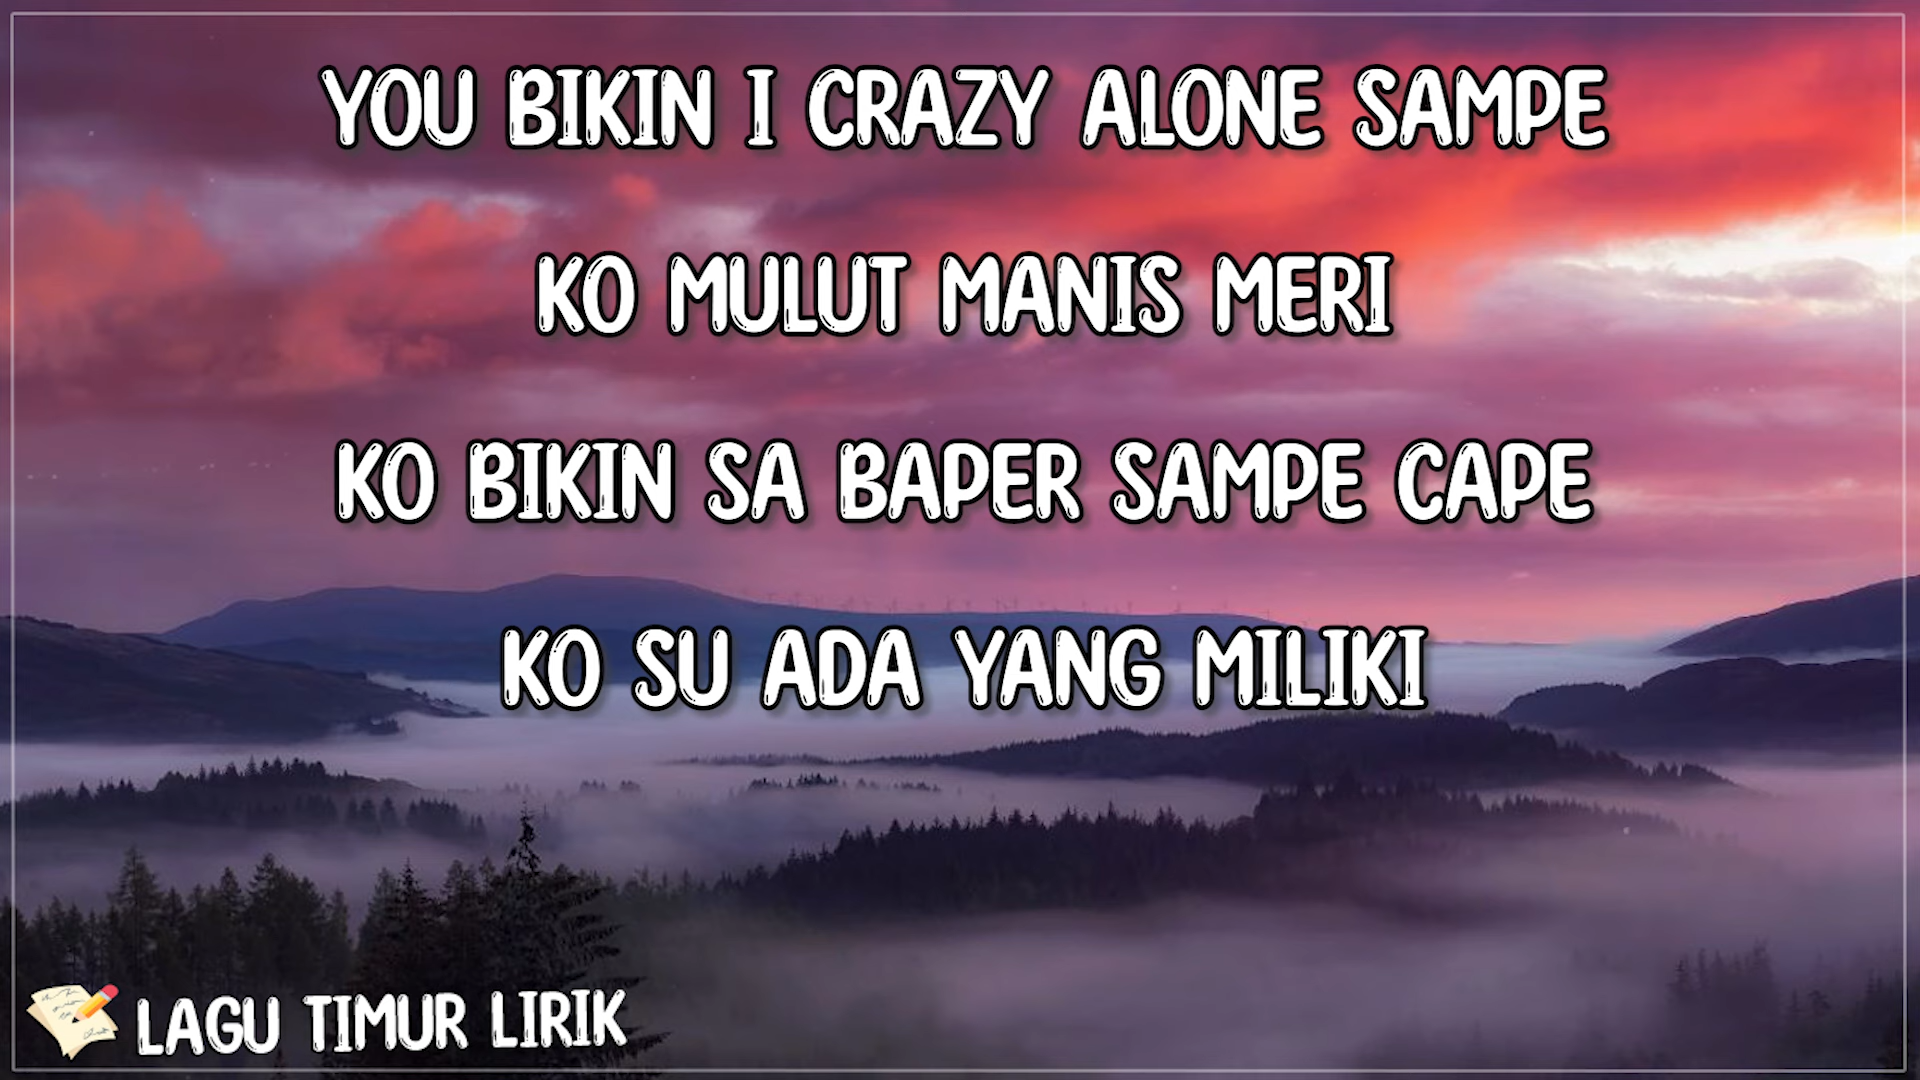 YOU BIKIN I CRAZY ALONE SAMPE
KO MULUT MANIS MERI
KO BIKIN SA BAPER SAMPE CAPE
KO SU ADA YANG MILIKI
LAGU TIMUR LIRIK